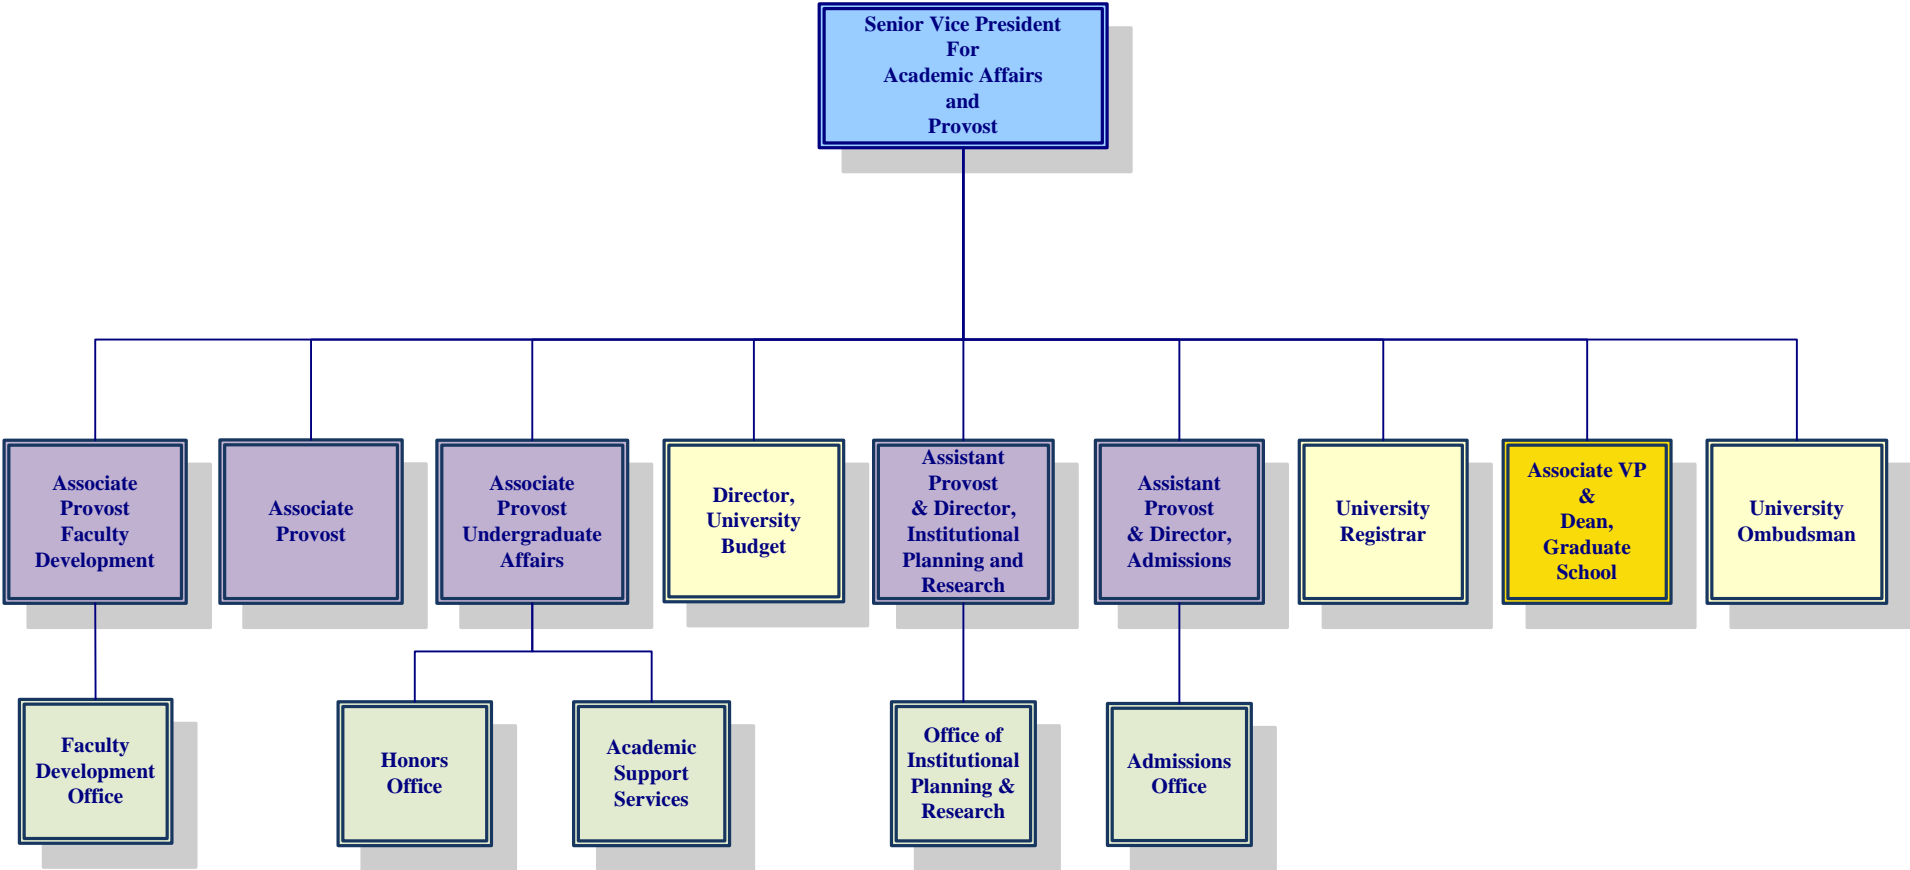 Senior Vice President
For
Academic Affairs
and
Provost
Associate
Provost
Faculty
Development
Associate
Provost
Associate
Provost
Undergraduate
Affairs
Director,
University
Budget
Assistant
Provost
& Director,
Institutional
Planning and
Research
Assistant
Provost
& Director,
Admissions
University
Registrar
Associate VP
&
Dean,
Graduate
School
University
Ombudsman
Faculty
Development
Office
Honors
Office
Academic
Support
Services
Office of
Institutional
Planning &
Research
Admissions
Office